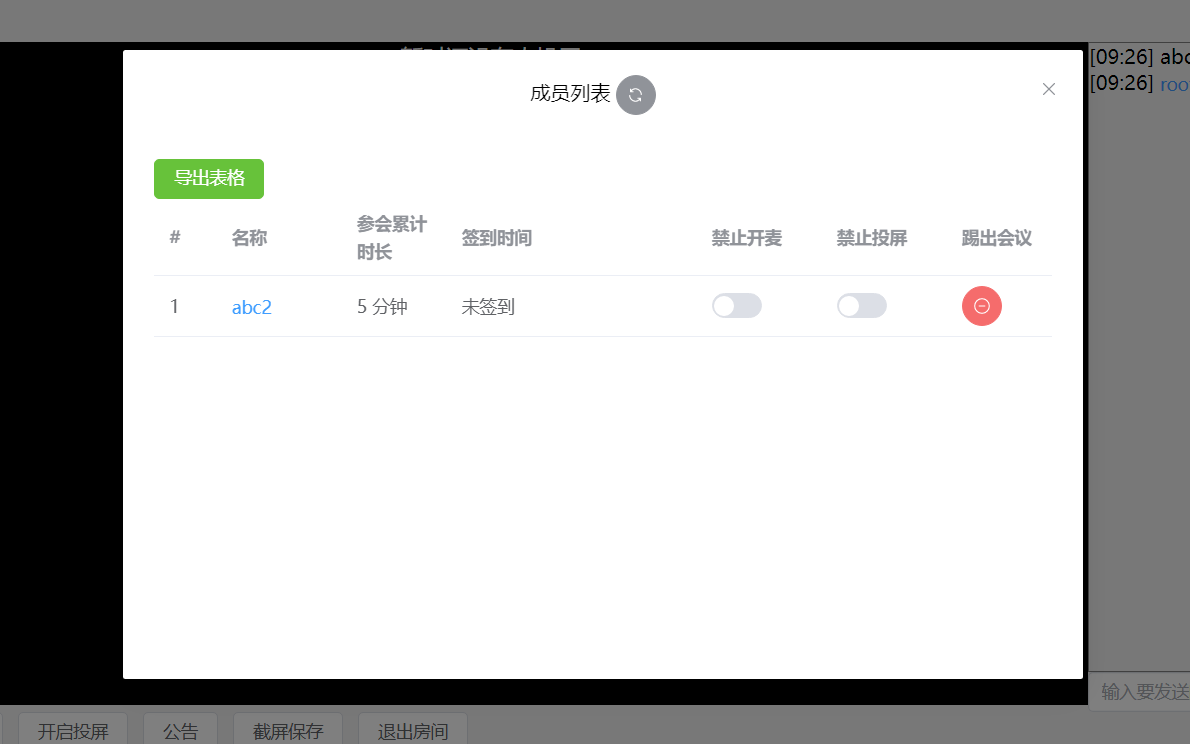 [09:26] abc
[09:26] roo
成员列表
导出表格
# 名称 参会累计时长 签到时间 禁止开麦 禁止投屏 踢出会议
1 abc2 5 分钟 未签到
输入要发送
开启投屏 公告 截屏保存 退出房间